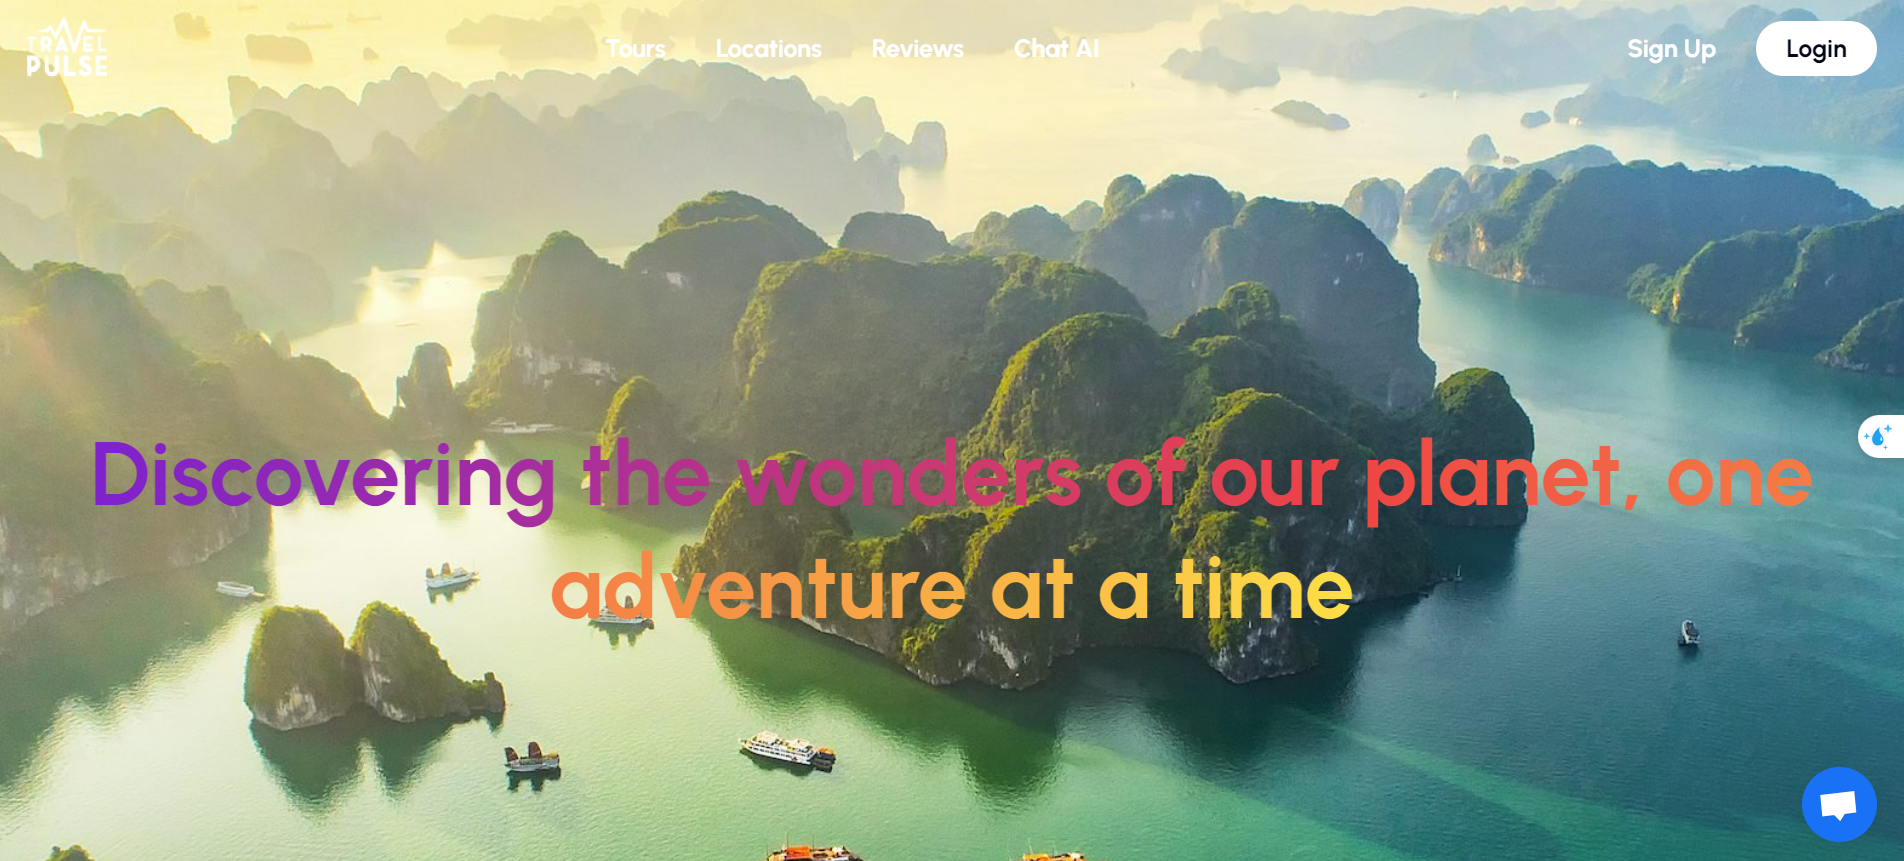 TRAVEL
PULSE
Tours
Locations
Reviews
Chat AI
Sign Up
Login
Discovering the wonders of our planet, one
adventure at a time